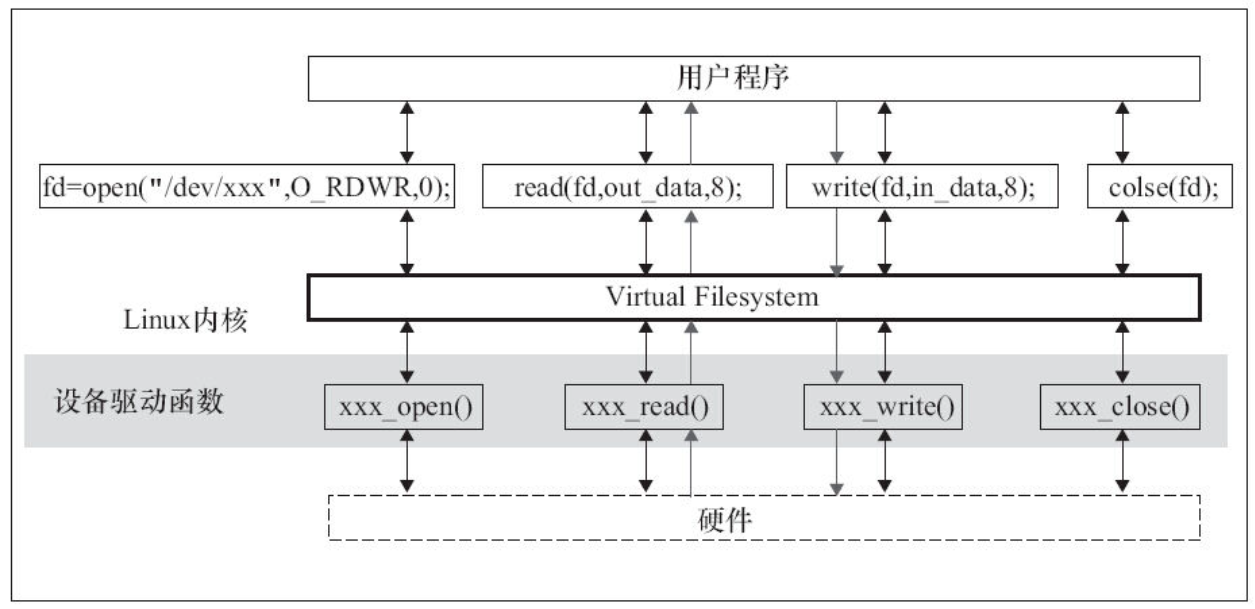 用户程序
fd=open("/dev/xxx",O_RDWR,0);
read(fd,out_data,8);
write(fd,in_data,8);
colse(fd);
Virtual Filesystem
Linux内核
设备驱动函数
xxx_open()
xxx_read()
xxx_write()
xxx_close()
硬件